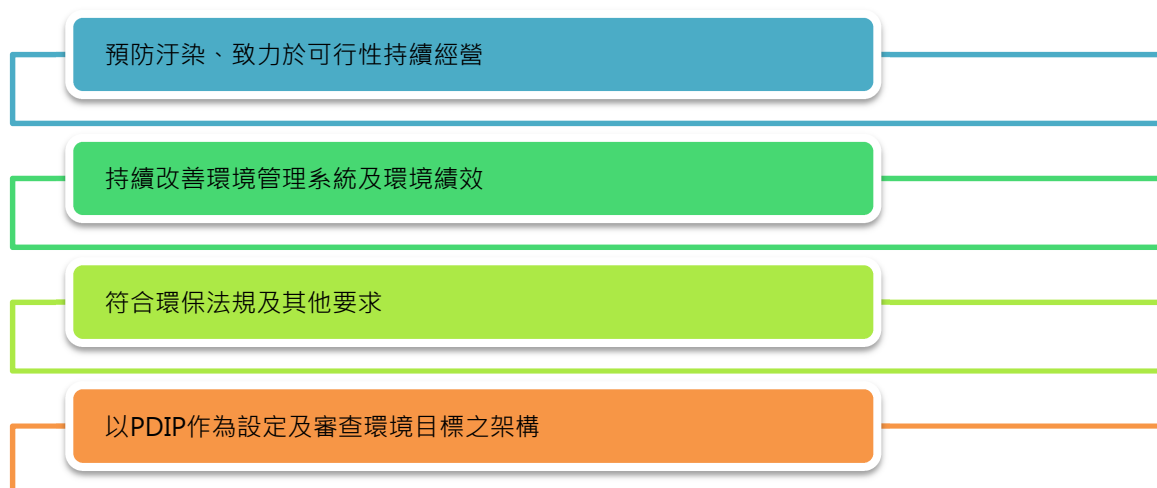 預防汙染、致力於可行性持續經營
持續改善環境管理系統及環境績效
符合環保法規及其他要求
以PDIP作為設定及審查環境目標之架構